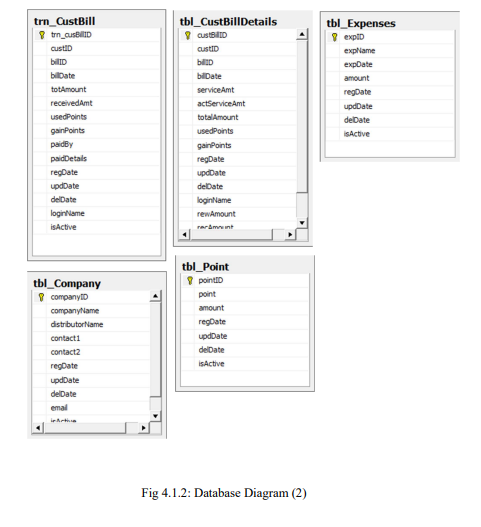 trn_CustBill
trn_cusBillID
custID
billID
billDate
totAmount
receivedAmt
usedPoints
gainPoints
paidBy
paidDetails
regDate
updDate
delDate
loginName
isActive
tbl_CustBillDetails
custBillID
custID
billID
billDate
serviceAmt
actServiceAmt
totalAmount
usedPoints
gainPoints
regDate
updDate
delDate
loginName
rewAmount
recAmount
tbl_Expenses
expID
expName
expDate
amount
regDate
updDate
delDate
isActive
tbl_Company
companyID
companyName
distributorName
contact1
contact2
regDate
updDate
delDate
email
isActive
tbl_Point
pointID
point
amount
regDate
updDate
delDate
isActive
Fig 4.1.2: Database Diagram (2)